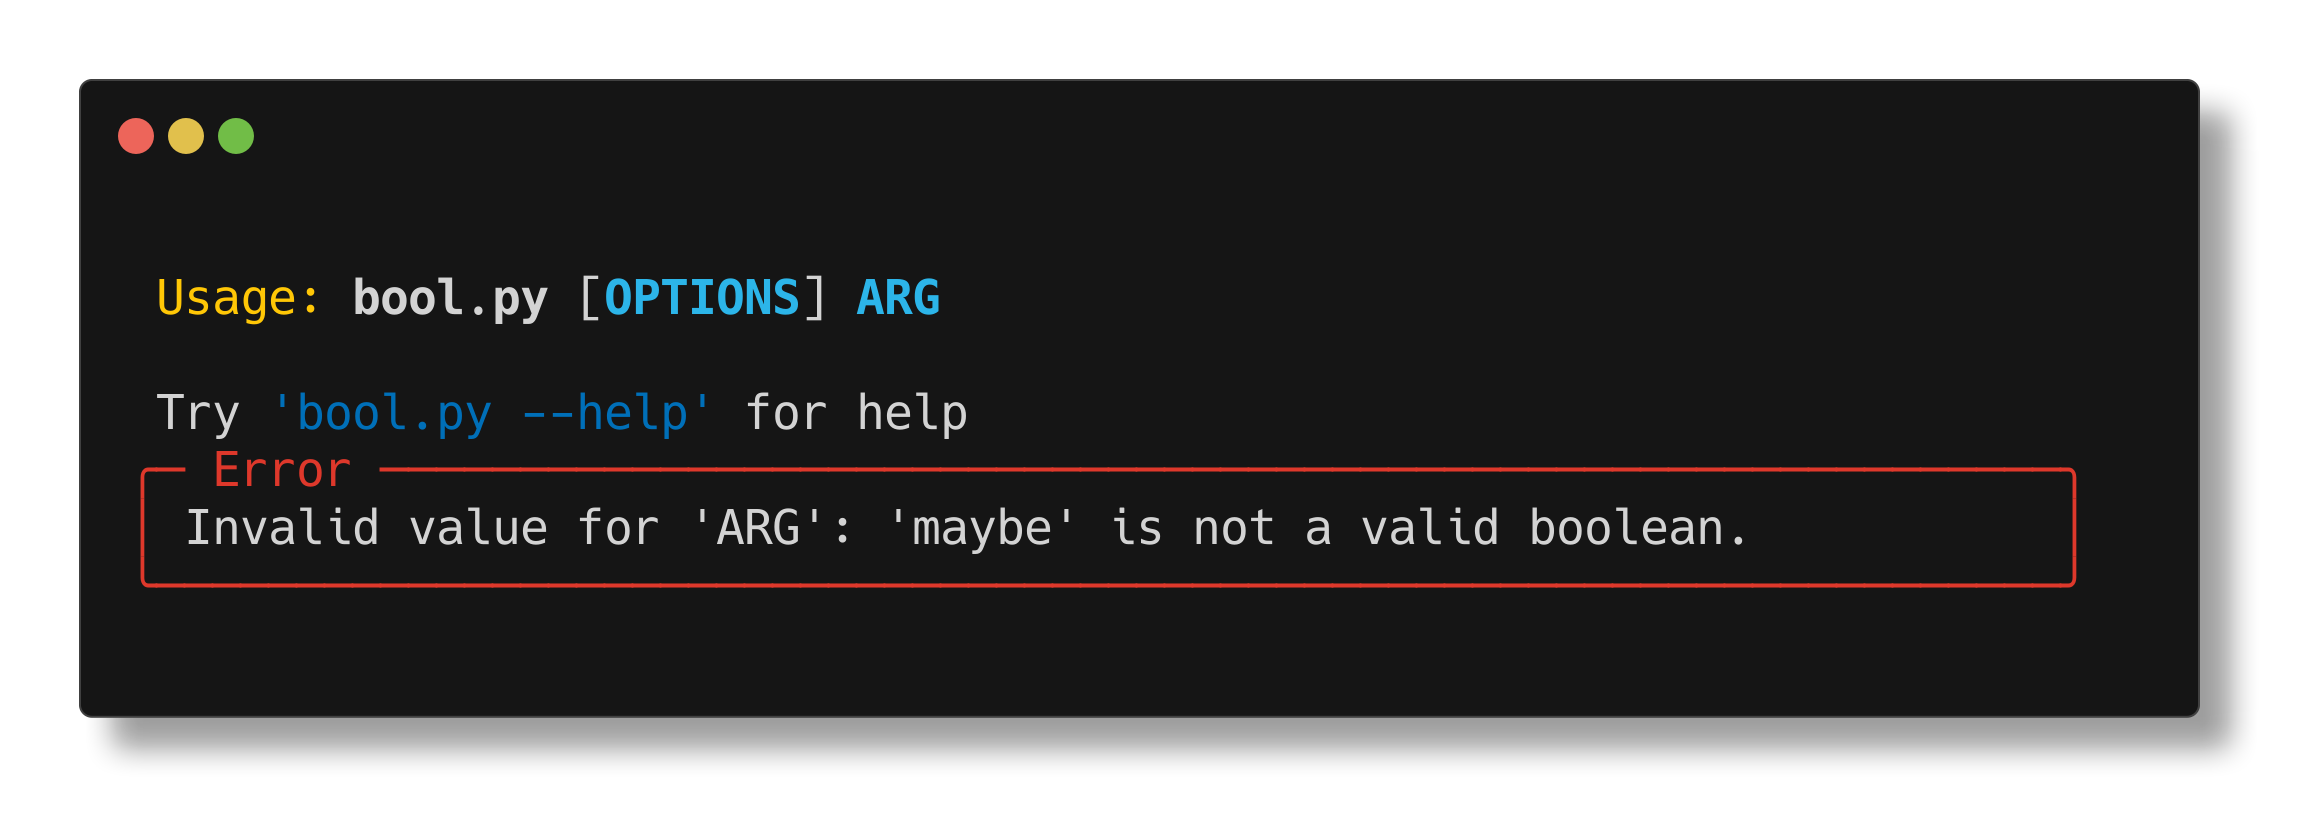 Usage: bool.py [OPTIONS] ARG
Try 'bool.py --help' for help
Error
Invalid value for 'ARG': 'maybe' is not a valid boolean.